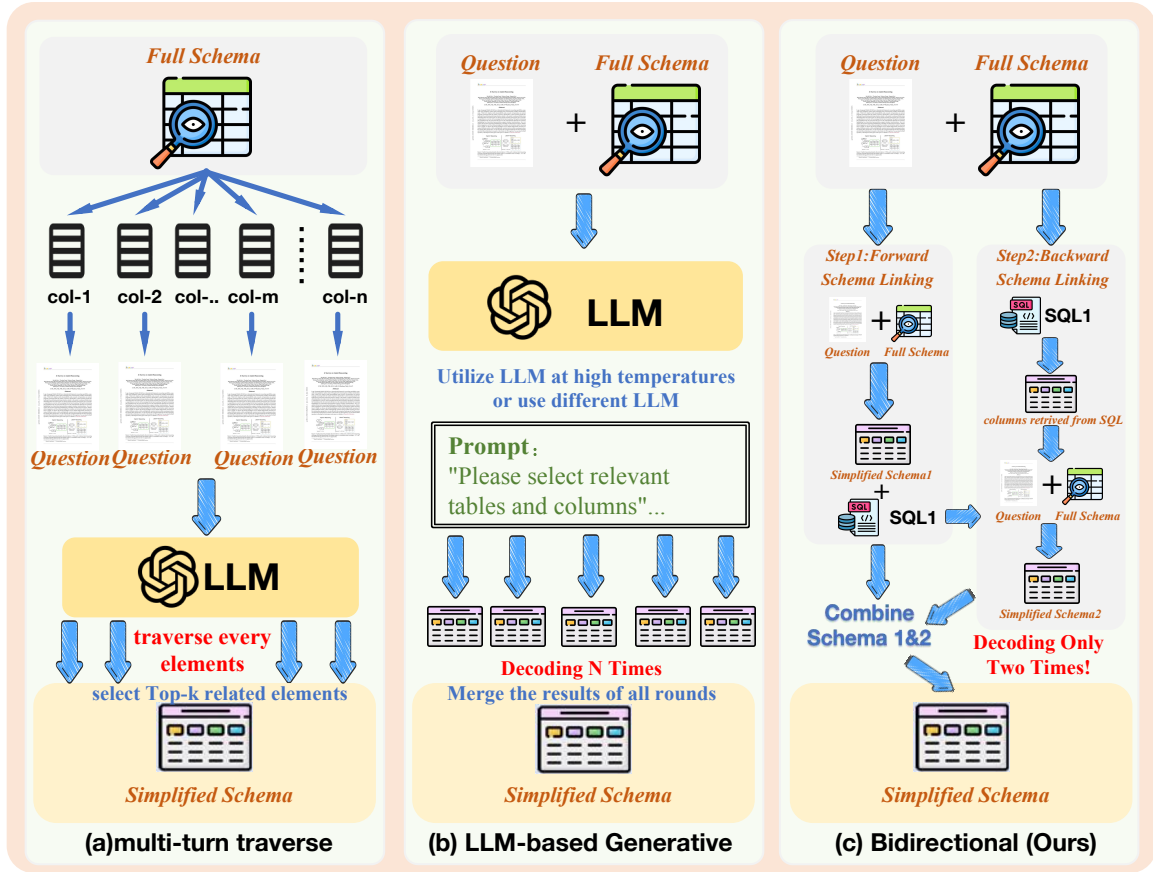 Full Schema
col-1
col-2
col-..
col-m
col-n
Question
Question
Question
Question
LLM
traverse every
elements
select Top-k related elements
Simplified Schema
(a)multi-turn traverse
Question
Full Schema
+
LLM
Utilize LLM at high temperatures
or use different LLM
Prompt：
"Please select relevant
tables and columns"...
Decoding N Times
Merge the results of all rounds
Simplified Schema
(b) LLM-based Generative
Question
Full Schema
+
Step1:Forward
Schema Linking
+
Question
Full Schema
Simplified Schema1
+
SQL
SQL1
Step2:Backward
Schema Linking
SQL
SQL1
columns retrived from SQL
+
Question
Full Schema
Simplified Schema2
Combine
Schema 1&2
Decoding Only
Two Times!
Simplified Schema
(c) Bidirectional (Ours)